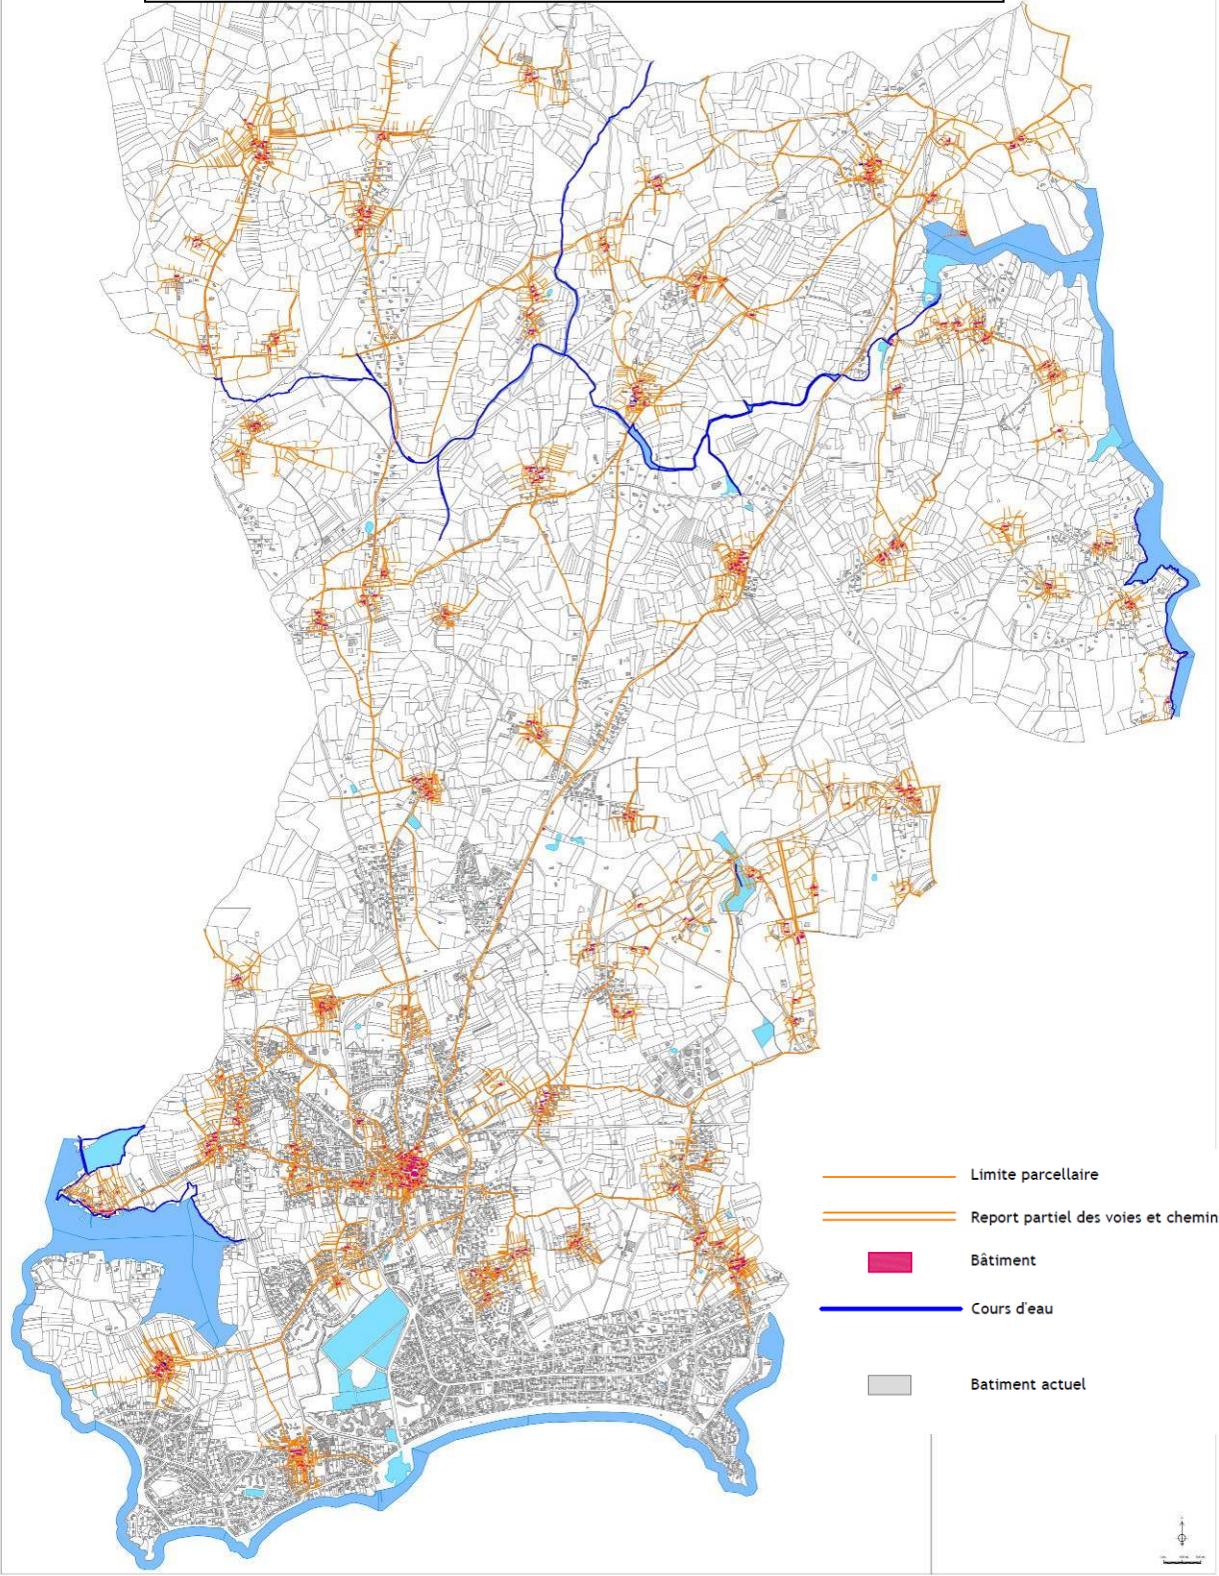 Limite parcellaire
Report partiel des voies et chemin
Bâtiment
Cours d'eau
Batiment actuel